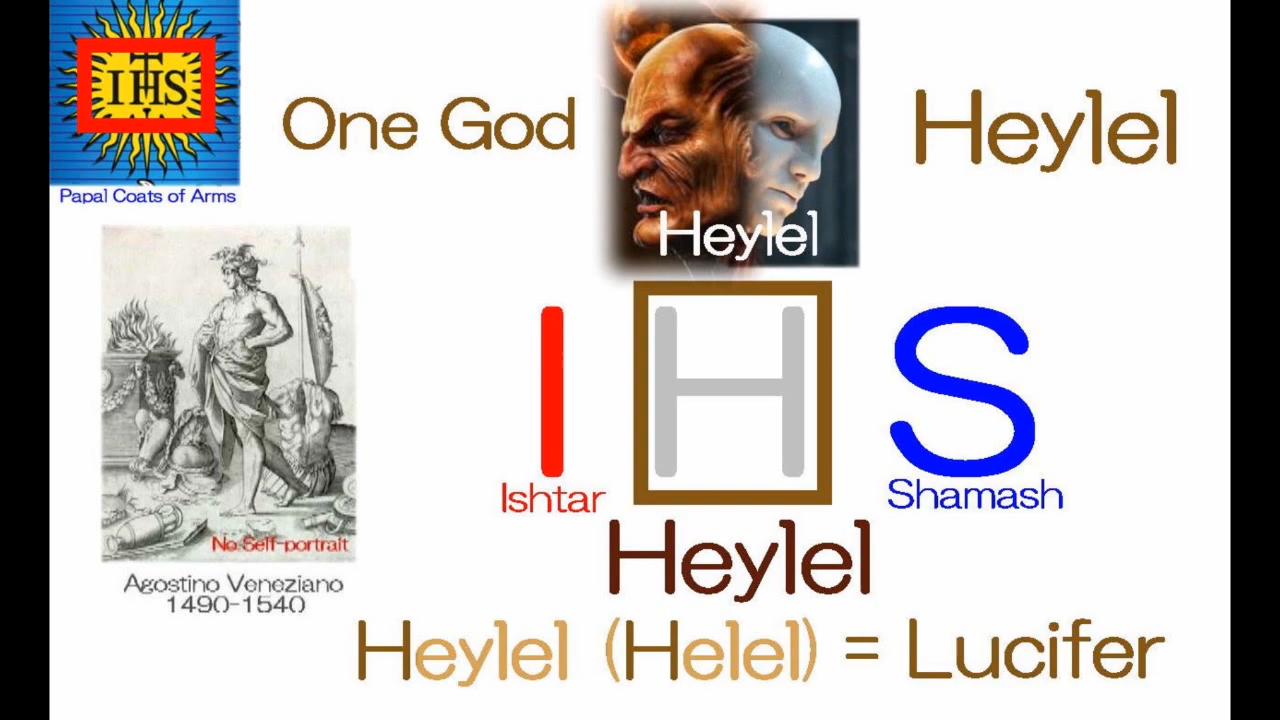 IHS
Papal Coats of Arms
One God
Heylel
Heylel
No Self-portrait
Agostino Veneziano
1490-1540
I H S
Ishtar
Shamash
Heylel
Heylel (Helel) = Lucifer